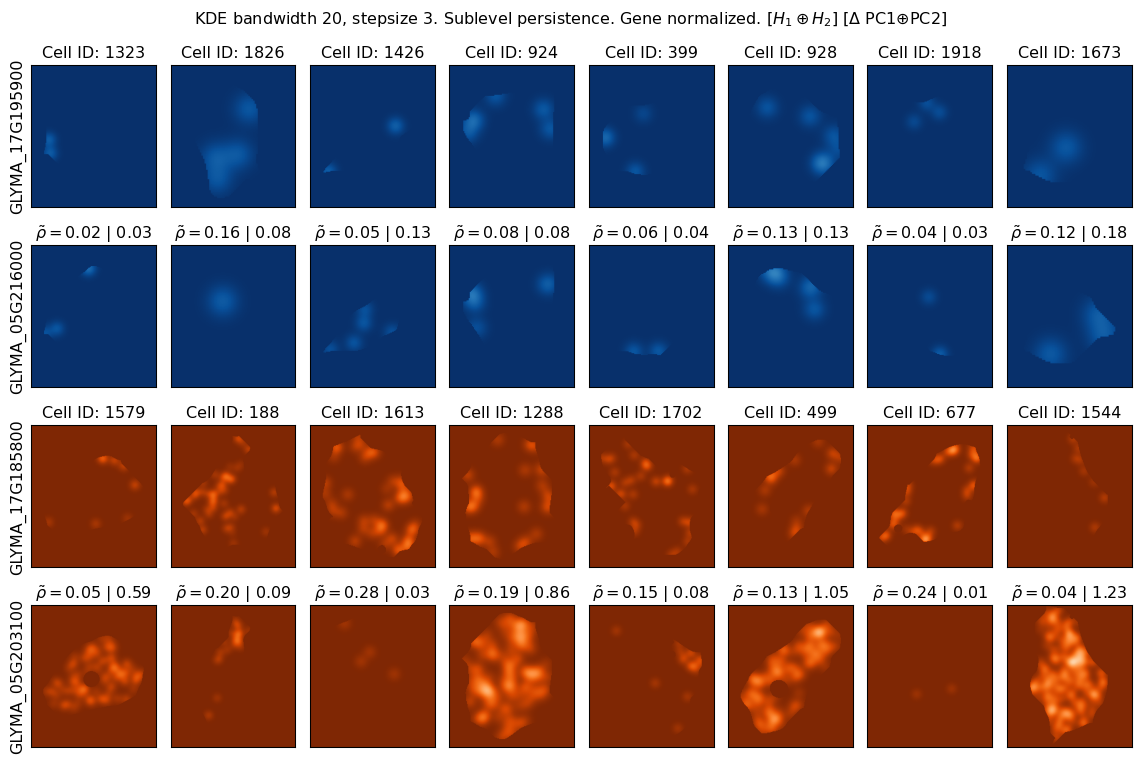 KDE bandwidth 20, stepsize 3. Sublevel persistence. Gene normalized. [$H_1 \oplus H_2$] [Δ PC1⊕PC2]
Cell ID: 1323 Cell ID: 1826 Cell ID: 1426 Cell ID: 924 Cell ID: 399 Cell ID: 928 Cell ID: 1918 Cell ID: 1673
GLYMA_17G195900
ρ̃ = 0.02 | 0.03 ρ̃ = 0.16 | 0.08 ρ̃ = 0.05 | 0.13 ρ̃ = 0.08 | 0.08 ρ̃ = 0.06 | 0.04 ρ̃ = 0.13 | 0.13 ρ̃ = 0.04 | 0.03 ρ̃ = 0.12 | 0.18
GLYMA_05G216000
Cell ID: 1579 Cell ID: 188 Cell ID: 1613 Cell ID: 1288 Cell ID: 1702 Cell ID: 499 Cell ID: 677 Cell ID: 1544
GLYMA_17G185800
ρ̃ = 0.05 | 0.59 ρ̃ = 0.20 | 0.09 ρ̃ = 0.28 | 0.03 ρ̃ = 0.19 | 0.86 ρ̃ = 0.15 | 0.08 ρ̃ = 0.13 | 1.05 ρ̃ = 0.24 | 0.01 ρ̃ = 0.04 | 1.23
GLYMA_05G203100